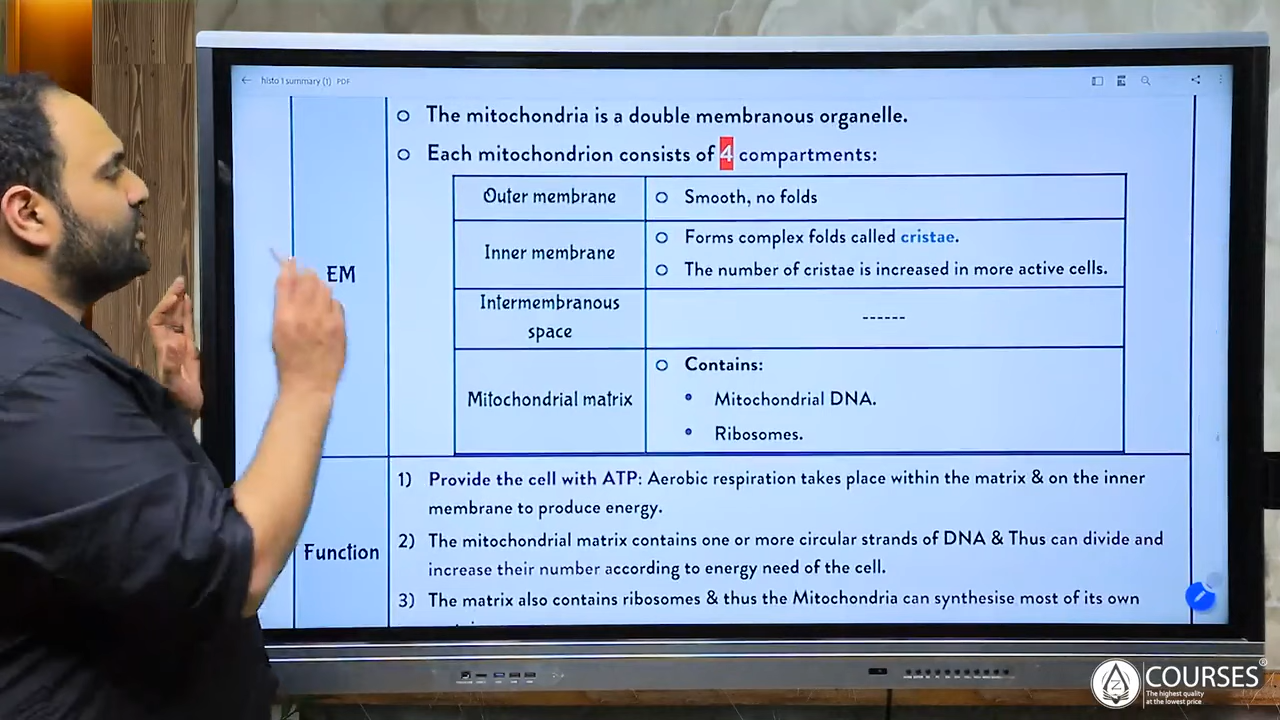 histo 1 summary (1) PDF
The mitochondria is a double membranous organelle.
Each mitochondrion consists of 4 compartments:
Outer membrane
Smooth, no folds
Inner membrane
Forms complex folds called cristae.
The number of cristae is increased in more active cells.
Intermembranous
space
------
Mitochondrial matrix
Contains:
Mitochondrial DNA.
Ribosomes.
EM
1) Provide the cell with ATP: Aerobic respiration takes place within the matrix & on the inner
membrane to produce energy.
Function
2) The mitochondrial matrix contains one or more circular strands of DNA & Thus can divide and
increase their number according to energy need of the cell.
3) The matrix also contains ribosomes & thus the Mitochondria can synthesise most of its own
COURSES®
The highest quality
at the lowest price